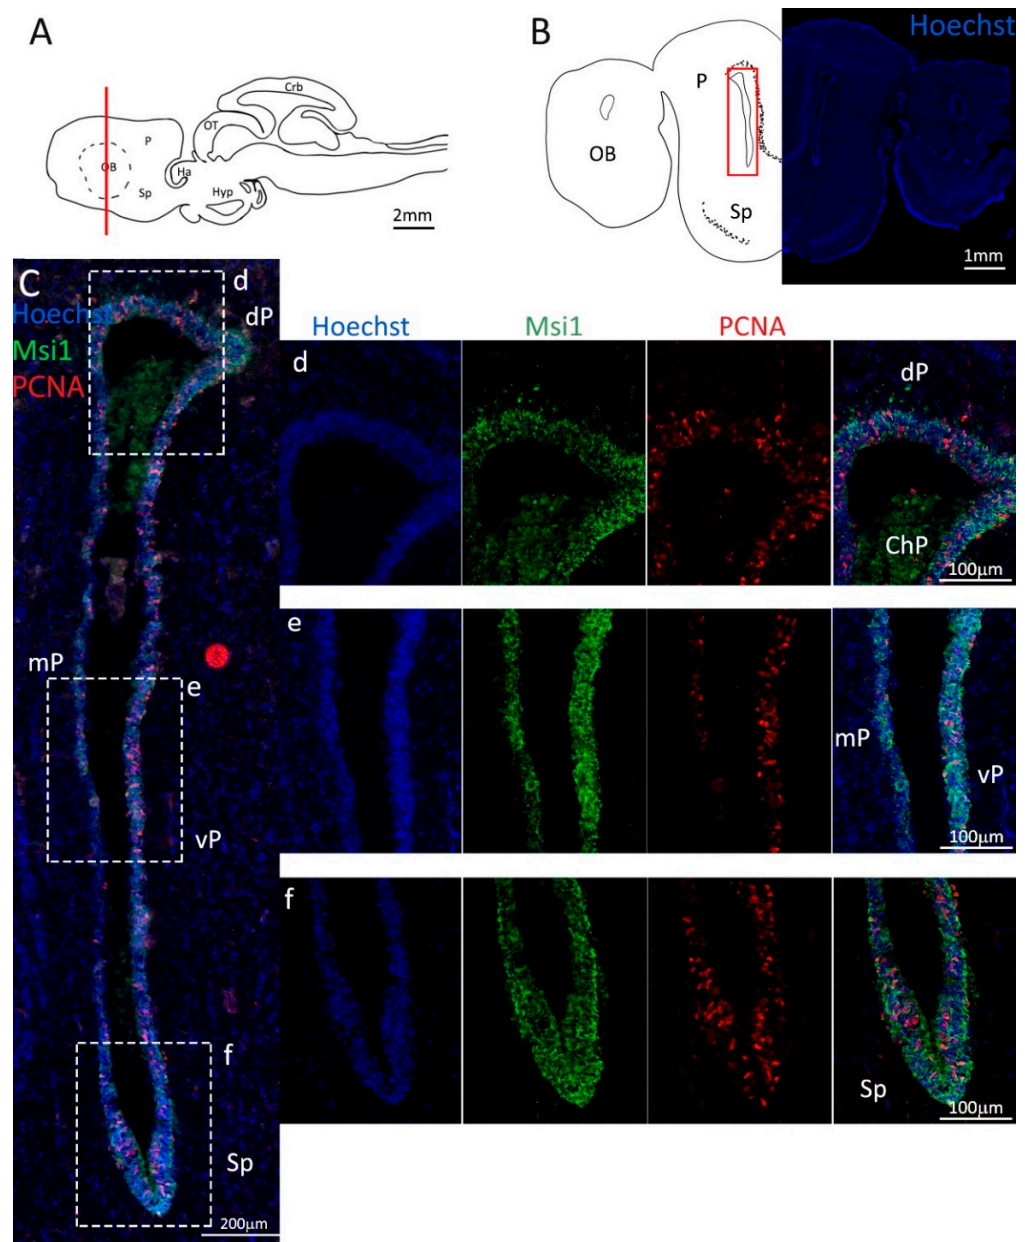 A
Crb
OT
P
OB
Ha
Sp
Hyp
2mm
B
Hoechst
P
OB
Sp
1mm
C
d
dP
Hoechst
Msi1
PCNA
mP
e
vP
f
Sp
200μm
Hoechst
Msi1
PCNA
d
dP
ChP
100μm
e
mP
vP
100μm
f
Sp
100μm